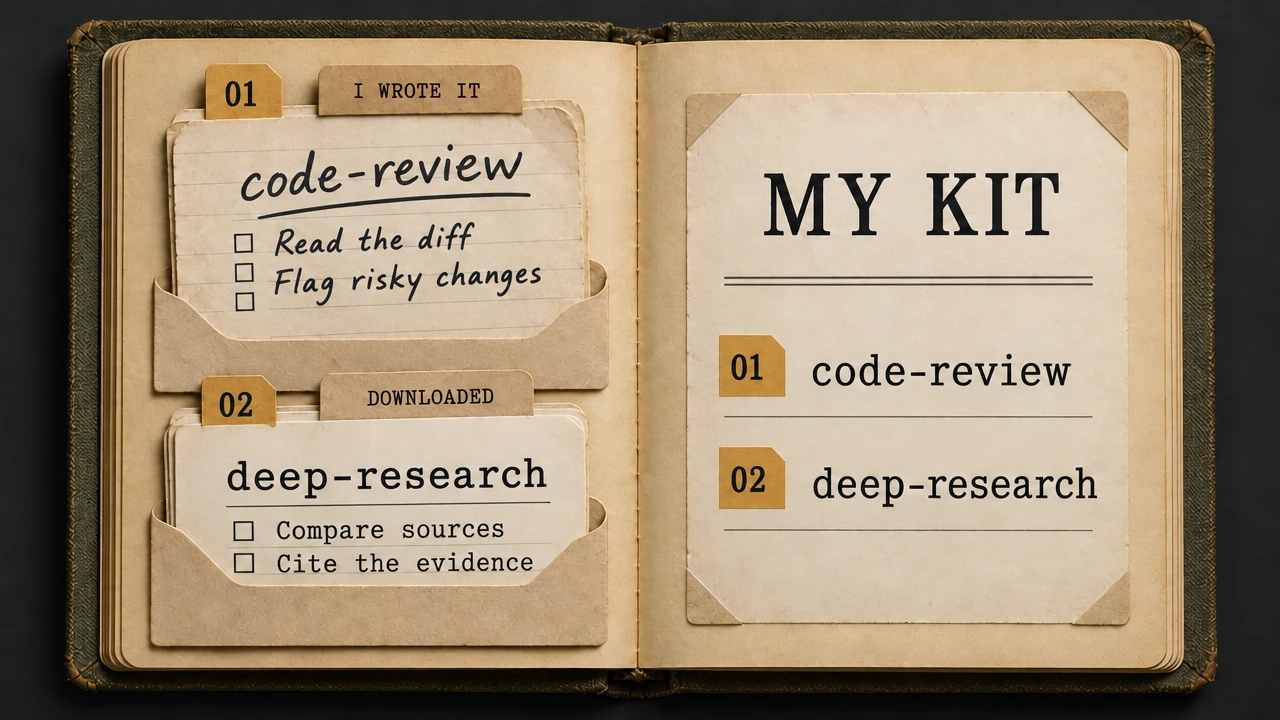 01
I WROTE IT
code-review
Read the diff
Flag risky changes
02
DOWNLOADED
deep-research
Compare sources
Cite the evidence
MY KIT
01 code-review
02 deep-research